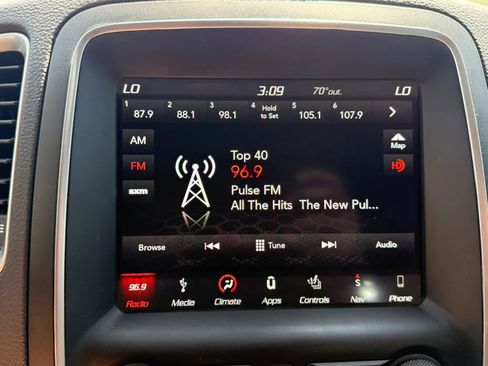 LO 3:09 70°out. LO
1 87.9 2 88.1 3 98.1 4 Hold to Set 5 105.1 6 107.9
AM
Map
FM
HD
sxm
Top 40
96.9
Pulse FM
All The Hits The New Pul...
Browse Tune Audio
96.9 S
Radio Media Climate Apps Controls Nav Phone